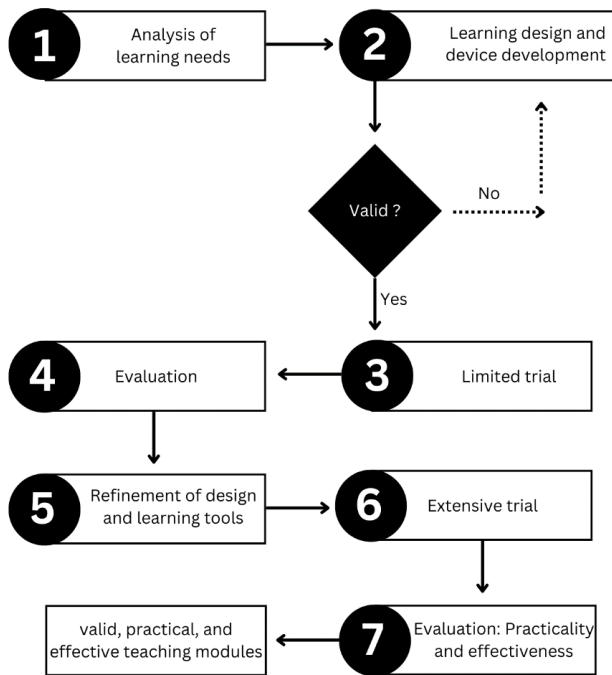 1
Analysis of
learning needs
2
Learning design and
device development
Valid ?
No
Yes
3
Limited trial
4
Evaluation
5
Refinement of design
and learning tools
6
Extensive trial
7
Evaluation: Practicality
and effectiveness
valid, practical, and
effective teaching modules